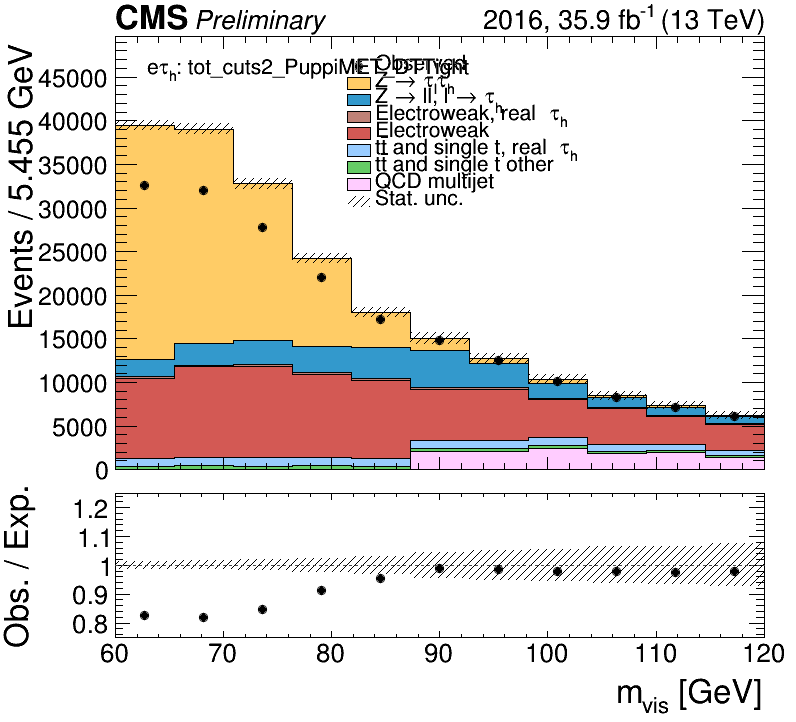 CMS Preliminary 2016, 35.9 fb⁻¹ (13 TeV)
eτh: tot_cuts2_PuppiMET_DTTight
Observed
Z → ττh
Z → ll, l → τh
Electroweak, real τh
Electroweak
tt and single t, real τh
tt and single t other
QCD multijet
Stat. unc.
Events / 5.455 GeV
45000
40000
35000
30000
25000
20000
15000
10000
5000
0
Obs. / Exp.
1.2
1.1
1
0.9
0.8
60 70 80 90 100 110 120
mvis [GeV]